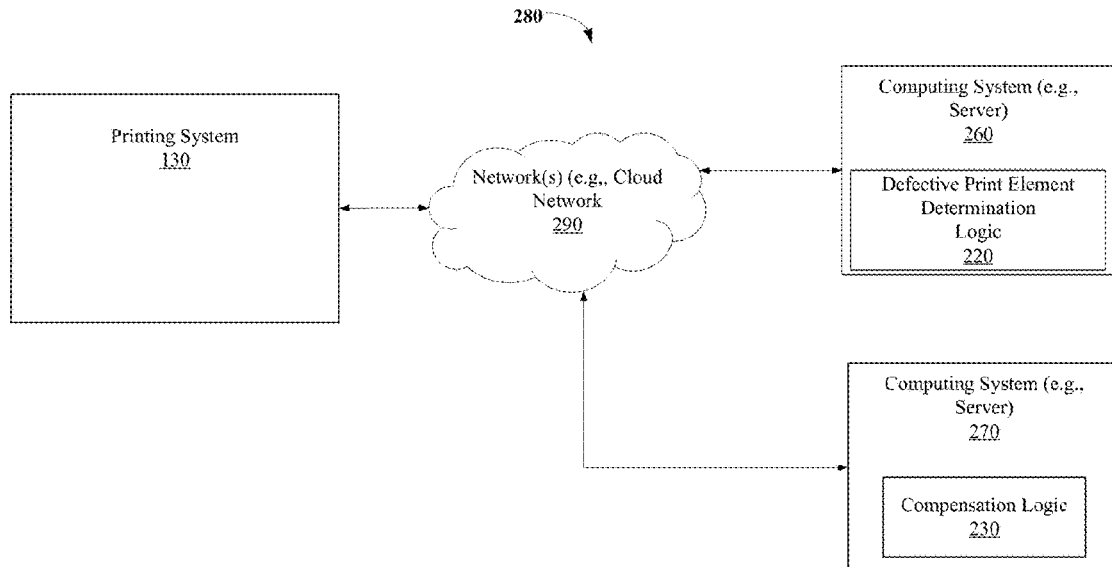 280
Printing System
130
Network(s) (e.g., Cloud
Network
290
Computing System (e.g.,
Server)
260
Defective Print Element
Determination
Logic
220
Computing System (e.g.,
Server)
270
Compensation Logic
230